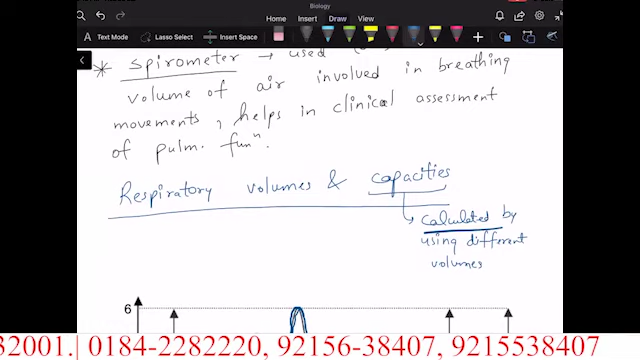 Biology
Home Insert Draw View
Text Mode Lasso Select Insert Space
* Spirometer → used
volume of air involved in breathing
movements, helps in clinical assessment
of pulm. funⁿ.
Respiratory volumes & capacities
calculated by
using different
volumes
6
32001. 0184-2282220, 92156-38407, 9215538407